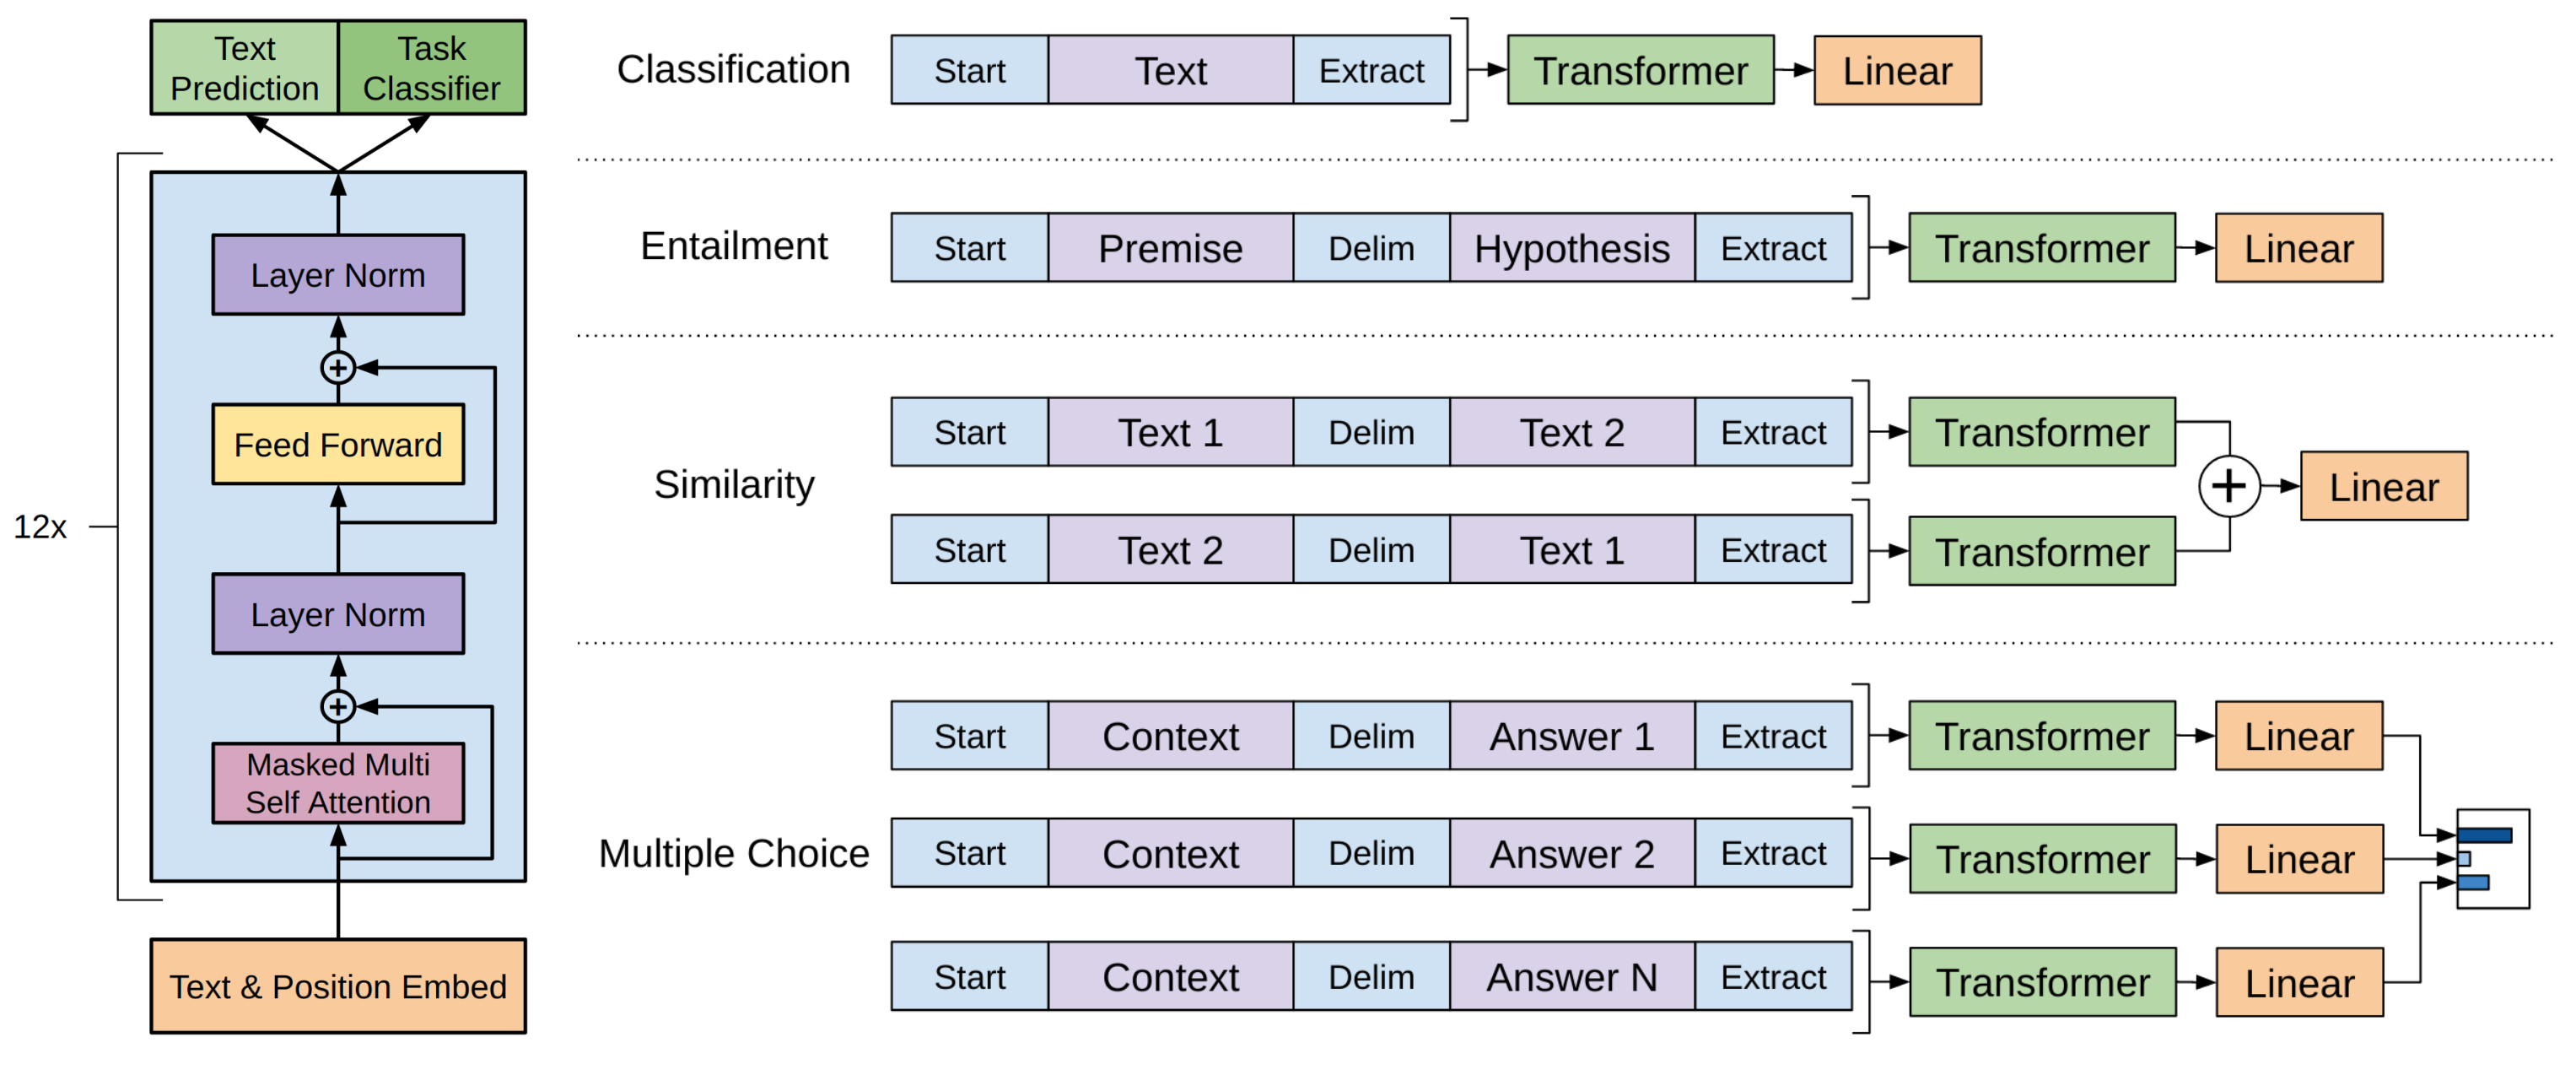 Text
Prediction
Task
Classifier
12x
Layer Norm
+
Feed Forward
Layer Norm
+
Masked Multi
Self Attention
Text & Position Embed
Classification
Start Text Extract Transformer Linear
Entailment
Start Premise Delim Hypothesis Extract Transformer Linear
Similarity
Start Text 1 Delim Text 2 Extract Transformer
+ Linear
Start Text 2 Delim Text 1 Extract Transformer
Multiple Choice
Start Context Delim Answer 1 Extract Transformer Linear
Start Context Delim Answer 2 Extract Transformer Linear
Start Context Delim Answer N Extract Transformer Linear